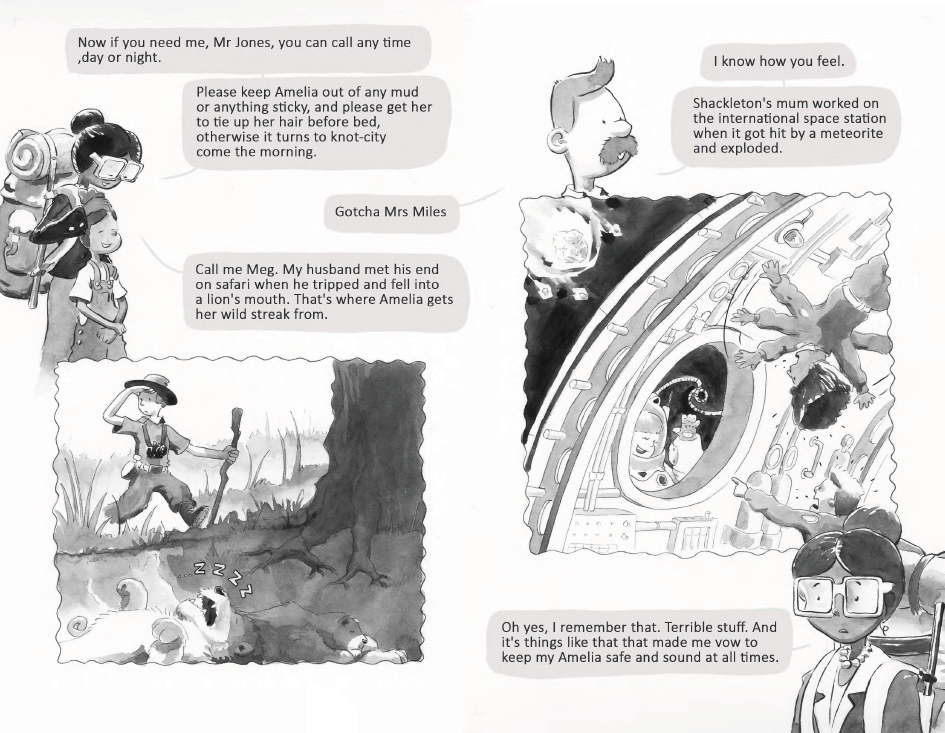 Now if you need me, Mr Jones, you can call any time
,day or night.
Please keep Amelia out of any mud
or anything sticky, and please get her
to tie up her hair before bed,
otherwise it turns to knot-city
come the morning.
Gotcha Mrs Miles
Call me Meg. My husband met his end
on safari when he tripped and fell into
a lion's mouth. That's where Amelia gets
her wild streak from.
...Z Z Z Z
I know how you feel.
Shackleton's mum worked on
the international space station
when it got hit by a meteorite
and exploded.
Oh yes, I remember that. Terrible stuff. And
it's things like that that made me vow to
keep my Amelia safe and sound at all times.